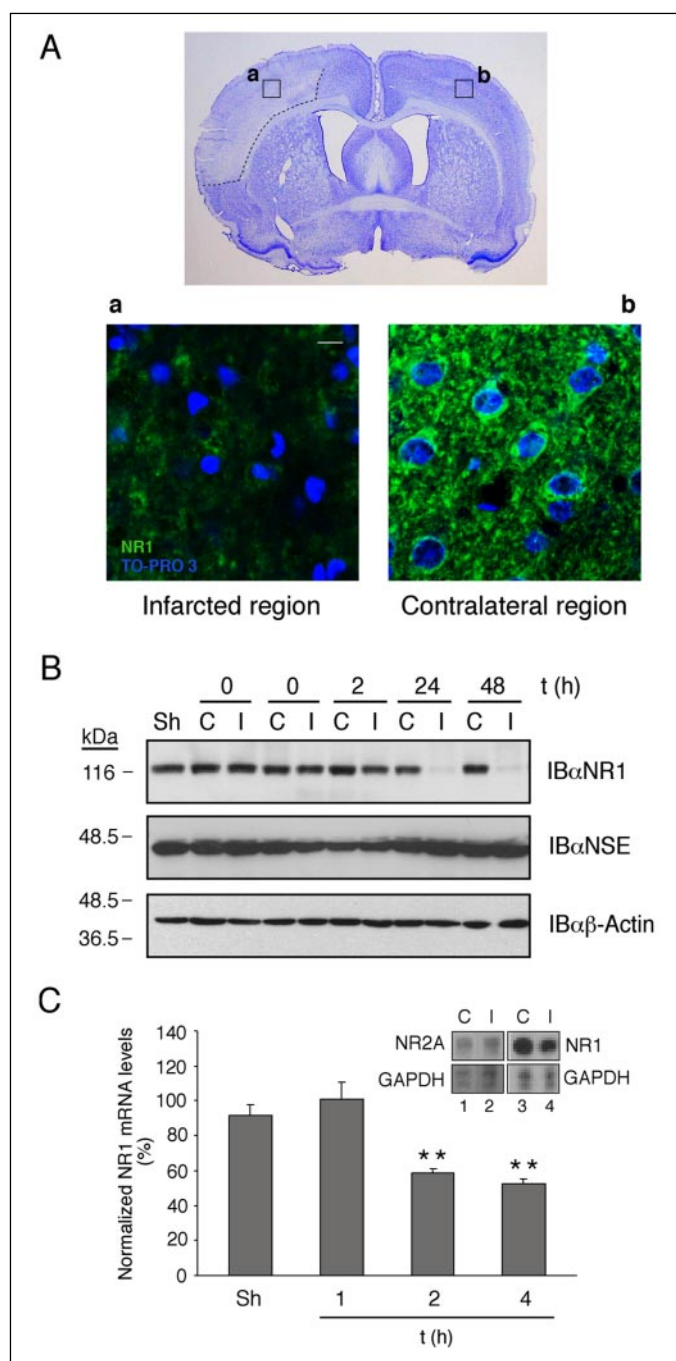 A
a
b
a
b
NR1
TO-PRO 3
Infarcted region
Contralateral region
B
0 0 2 24 48 t (h)
Sh C I C I C I C I C I
kDa
116 IBαNR1
48.5 IBαNSE
48.5
36.5 IBαβ-Actin
C
C I C I
NR2A NR1
GAPDH GAPDH
1 2 3 4
Normalized NR1 mRNA levels
(%)
140
120
100
80
60
40
20
0
** **
Sh 1 2 4
t (h)